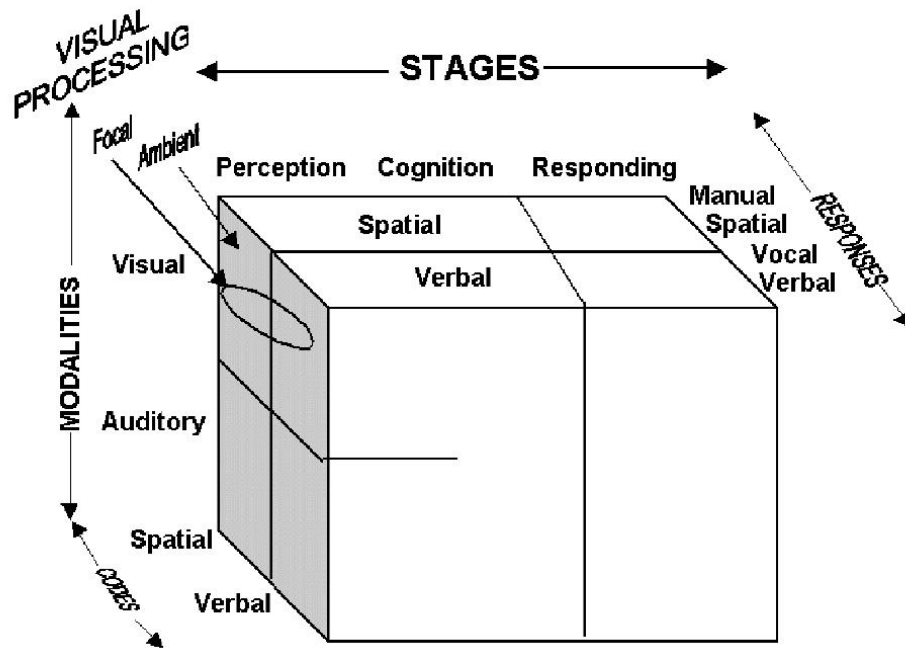 VISUAL
PROCESSING
STAGES
Focal
Ambient
Perception Cognition Responding
Manual
Spatial
Vocal
Verbal
RESPONSES
Spatial
Verbal
Visual
MODALITIES
Auditory
Spatial
Verbal
CODES